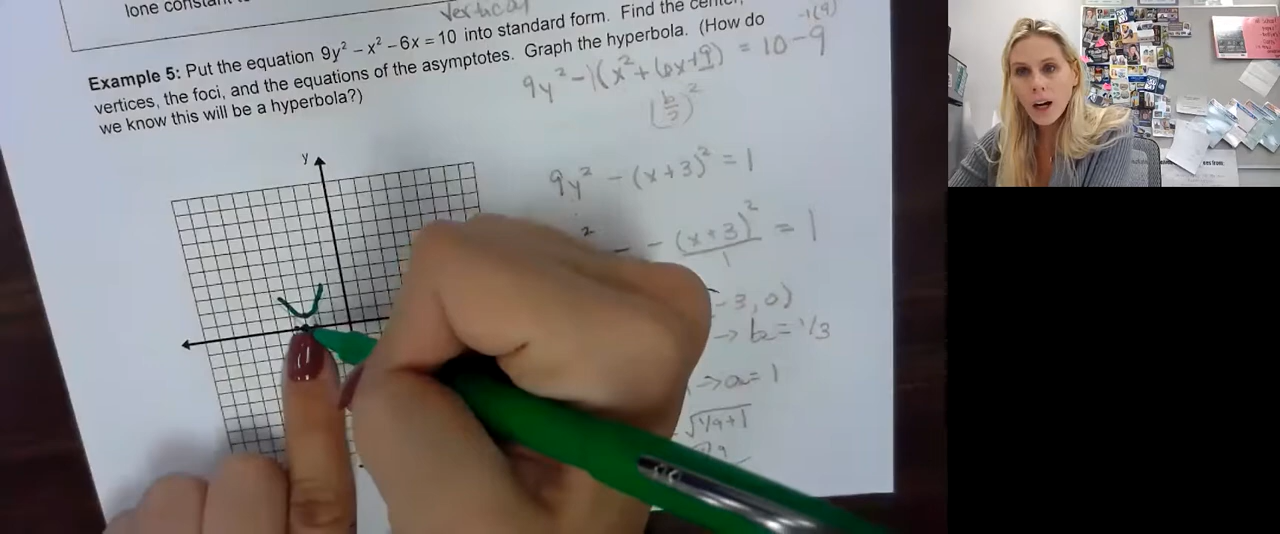 lone constant
Vertical
Example 5: Put the equation 9y² – x² – 6x = 10 into standard form. Find the center,
vertices, the foci, and the equations of the asymptotes. Graph the hyperbola. (How do
we know this will be a hyperbola?)
-1(9)
9y² -1(x² + 6x + 9) = 10 - 9
(b/2)²
9y² - (x+3)² = 1
y
2 - (x+3)²/1 = 1
-3, 0)
→ b = 1/3
→ a = 1
√1/9+1